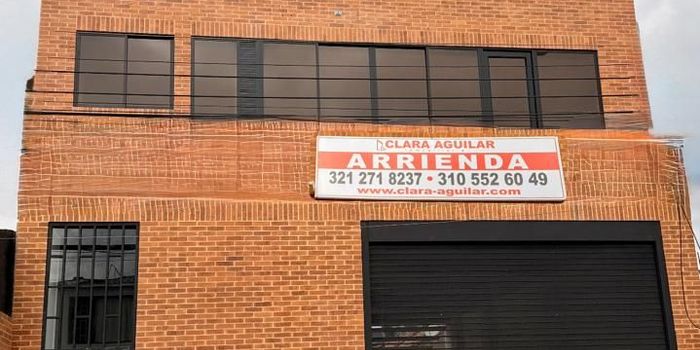 CLARA AGUILAR
ARRIENDA
321 271 8237 • 310 552 60 49
www.clara-aguilar.com